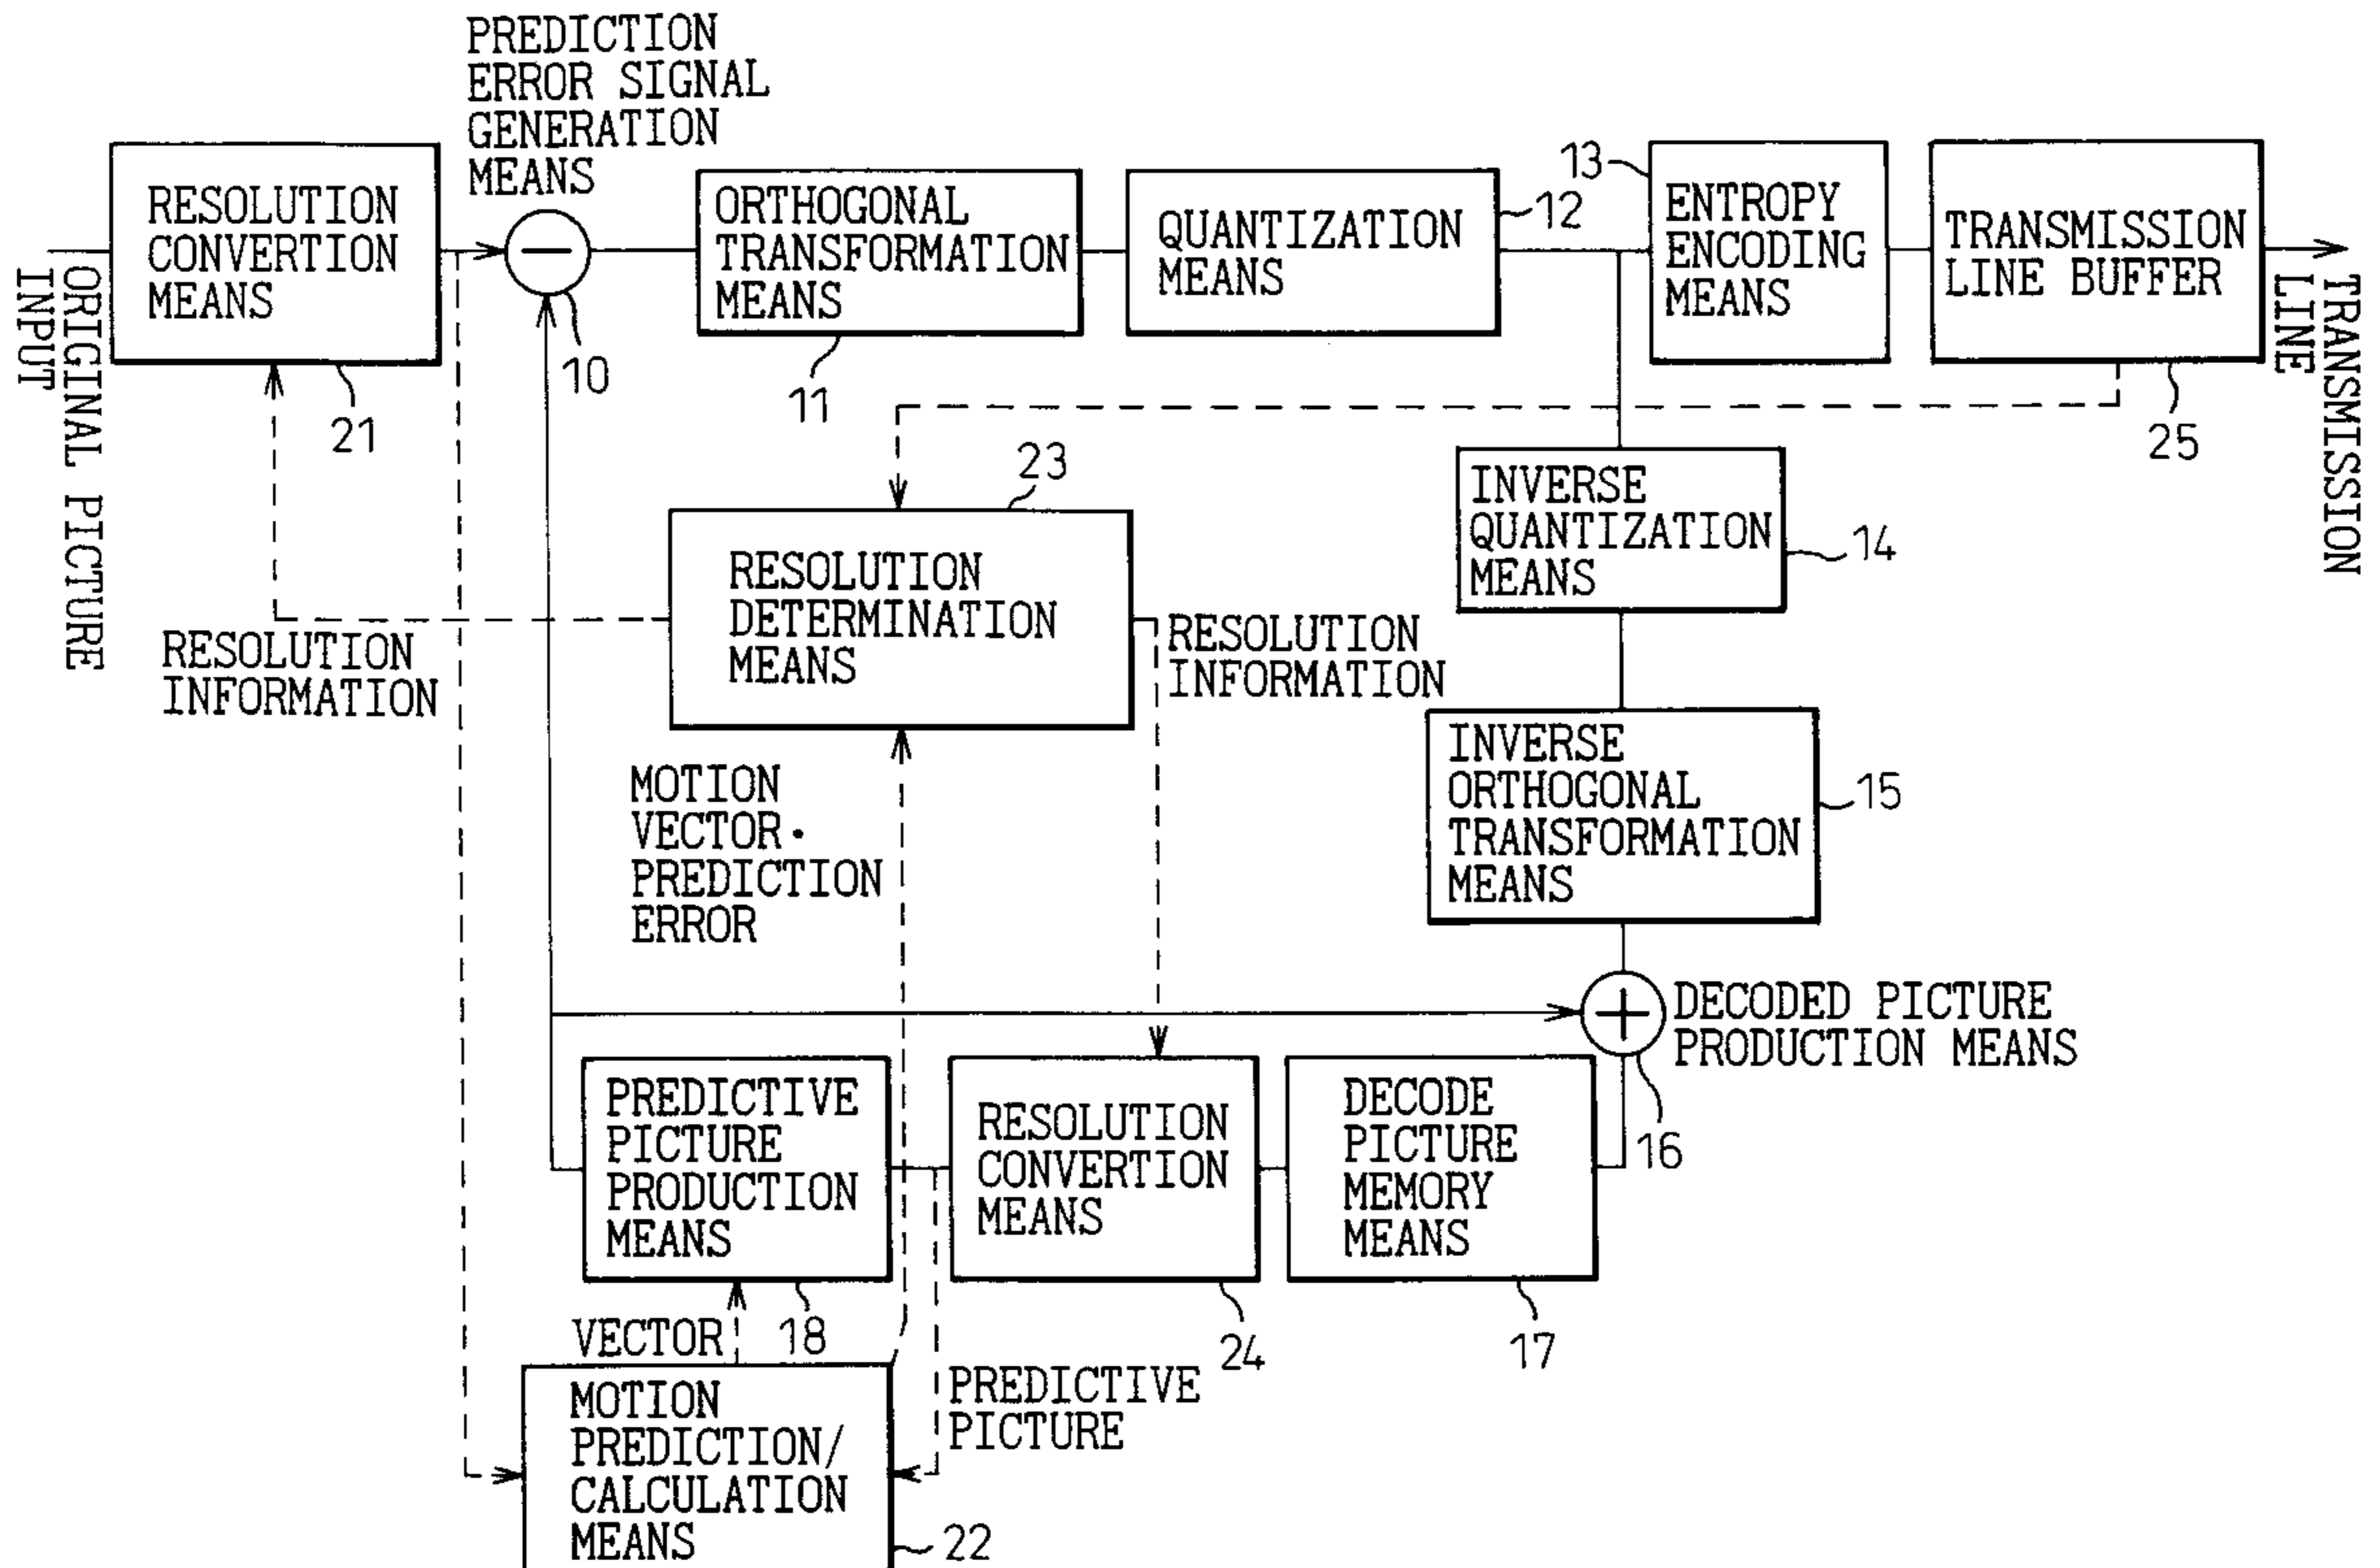 PREDICTION
ERROR SIGNAL
GENERATION
MEANS
RESOLUTION
CONVERTION
MEANS
21
ORIGINAL PICTURE
INPUT
10
ORTHOGONAL
TRANSFORMATION
MEANS
11
QUANTIZATION
MEANS
12
13
ENTROPY
ENCODING
MEANS
TRANSMISSION
LINE BUFFER
25
TRANSMISSION
LINE
23
RESOLUTION
DETERMINATION
MEANS
RESOLUTION
INFORMATION
RESOLUTION
INFORMATION
INVERSE
QUANTIZATION
MEANS
14
INVERSE
ORTHOGONAL
TRANSFORMATION
MEANS
15
MOTION
VECTOR·
PREDICTION
ERROR
DECODED PICTURE
PRODUCTION MEANS
16
PREDICTIVE
PICTURE
PRODUCTION
MEANS
18
RESOLUTION
CONVERTION
MEANS
24
DECODE
PICTURE
MEMORY
MEANS
17
VECTOR
PREDICTIVE
PICTURE
MOTION
PREDICTION/
CALCULATION
MEANS
22